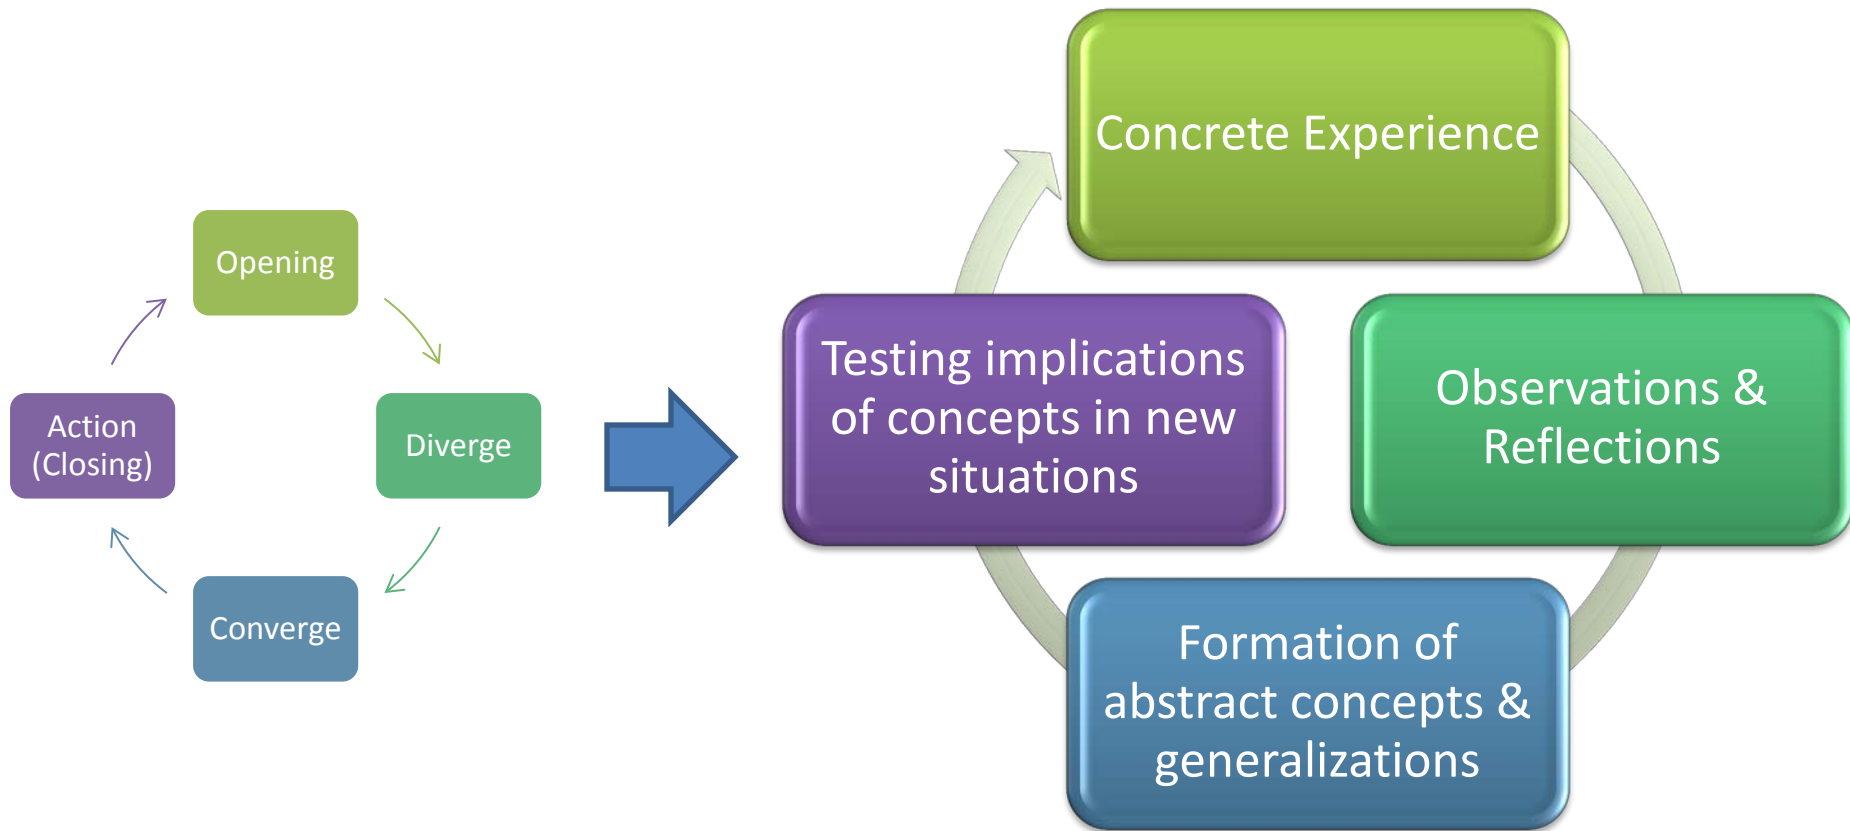 Opening
Diverge
Converge
Action
(Closing)
Concrete Experience
Observations &
Reflections
Formation of
abstract concepts &
generalizations
Testing implications
of concepts in new
situations